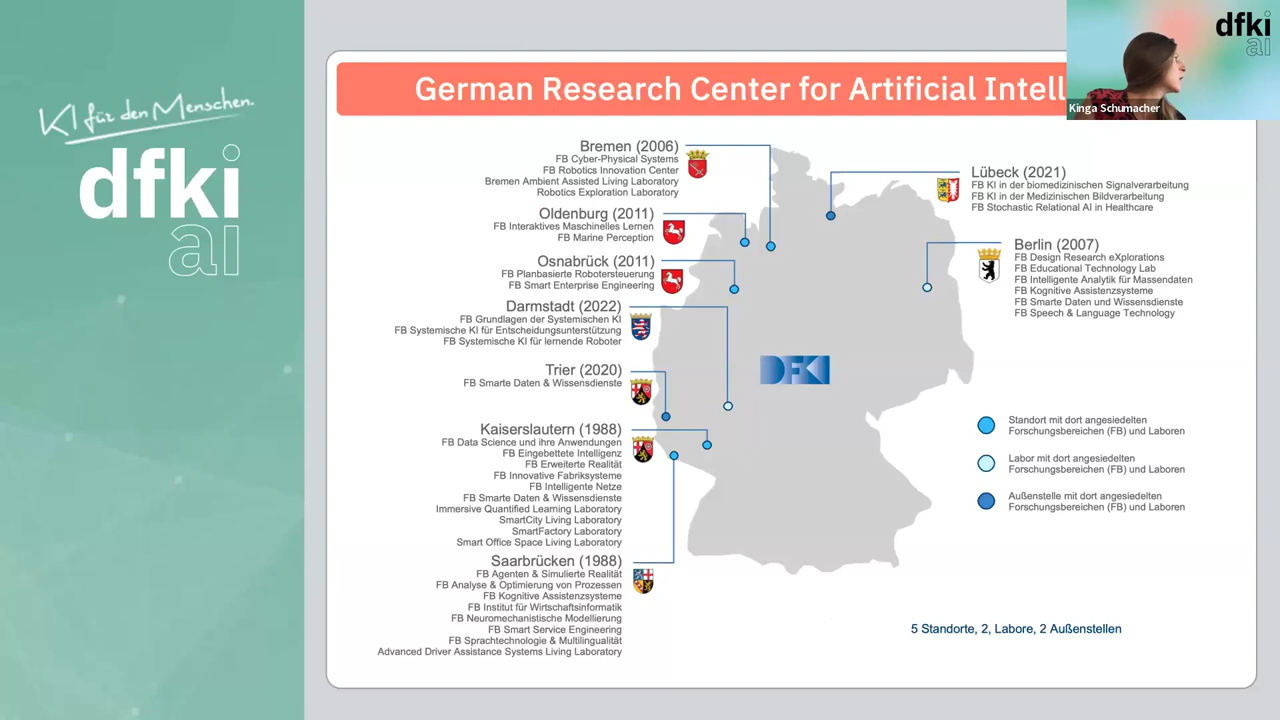 KI für den Menschen.
dfki
ai
German Research Center for Artificial Intell
dfki
ai
Kinga Schumacher
Bremen (2006)
FB Cyber-Physical Systems
FB Robotics Innovation Center
Bremen Ambient Assisted Living Laboratory
Robotics Exploration Laboratory
Oldenburg (2011)
FB Interaktives Maschinelles Lernen
FB Marine Perception
Osnabrück (2011)
FB Planbasierte Robotersteuerung
FB Smart Enterprise Engineering
Darmstadt (2022)
FB Grundlagen der Systemischen KI
FB Systemische KI für Entscheidungsunterstützung
FB Systemische KI für lernende Roboter
Trier (2020)
FB Smarte Daten & Wissensdienste
Kaiserslautern (1988)
FB Data Science und ihre Anwendungen
FB Eingebettete Intelligenz
FB Erweiterte Realität
FB Innovative Fabriksysteme
FB Intelligente Netze
FB Smarte Daten & Wissensdienste
Immersive Quantified Learning Laboratory
SmartCity Living Laboratory
SmartFactory Laboratory
Smart Office Space Living Laboratory
Saarbrücken (1988)
FB Agenten & Simulierte Realität
FB Analyse & Optimierung von Prozessen
FB Kognitive Assistenzsysteme
FB Institut für Wirtschaftsinformatik
FB Neuromechanistische Modellierung
FB Smart Service Engineering
FB Sprachtechnologie & Multilingualität
Advanced Driver Assistance Systems Living Laboratory
DFKI
Lübeck (2021)
FB KI in der biomedizinischen Signalverarbeitung
FB KI in der Medizinischen Bildverarbeitung
FB Stochastic Relational AI in Healthcare
Berlin (2007)
FB Design Research eXplorations
FB Educational Technology Lab
FB Intelligente Analytik für Massendaten
FB Kognitive Assistenzsysteme
FB Smarte Daten und Wissensdienste
FB Speech & Language Technology
Standort mit dort angesiedelten
Forschungsbereichen (FB) und Laboren
Labor mit dort angesiedelten
Forschungsbereichen (FB) und Laboren
Außenstelle mit dort angesiedelten
Forschungsbereichen (FB) und Laboren
5 Standorte, 2, Labore, 2 Außenstellen